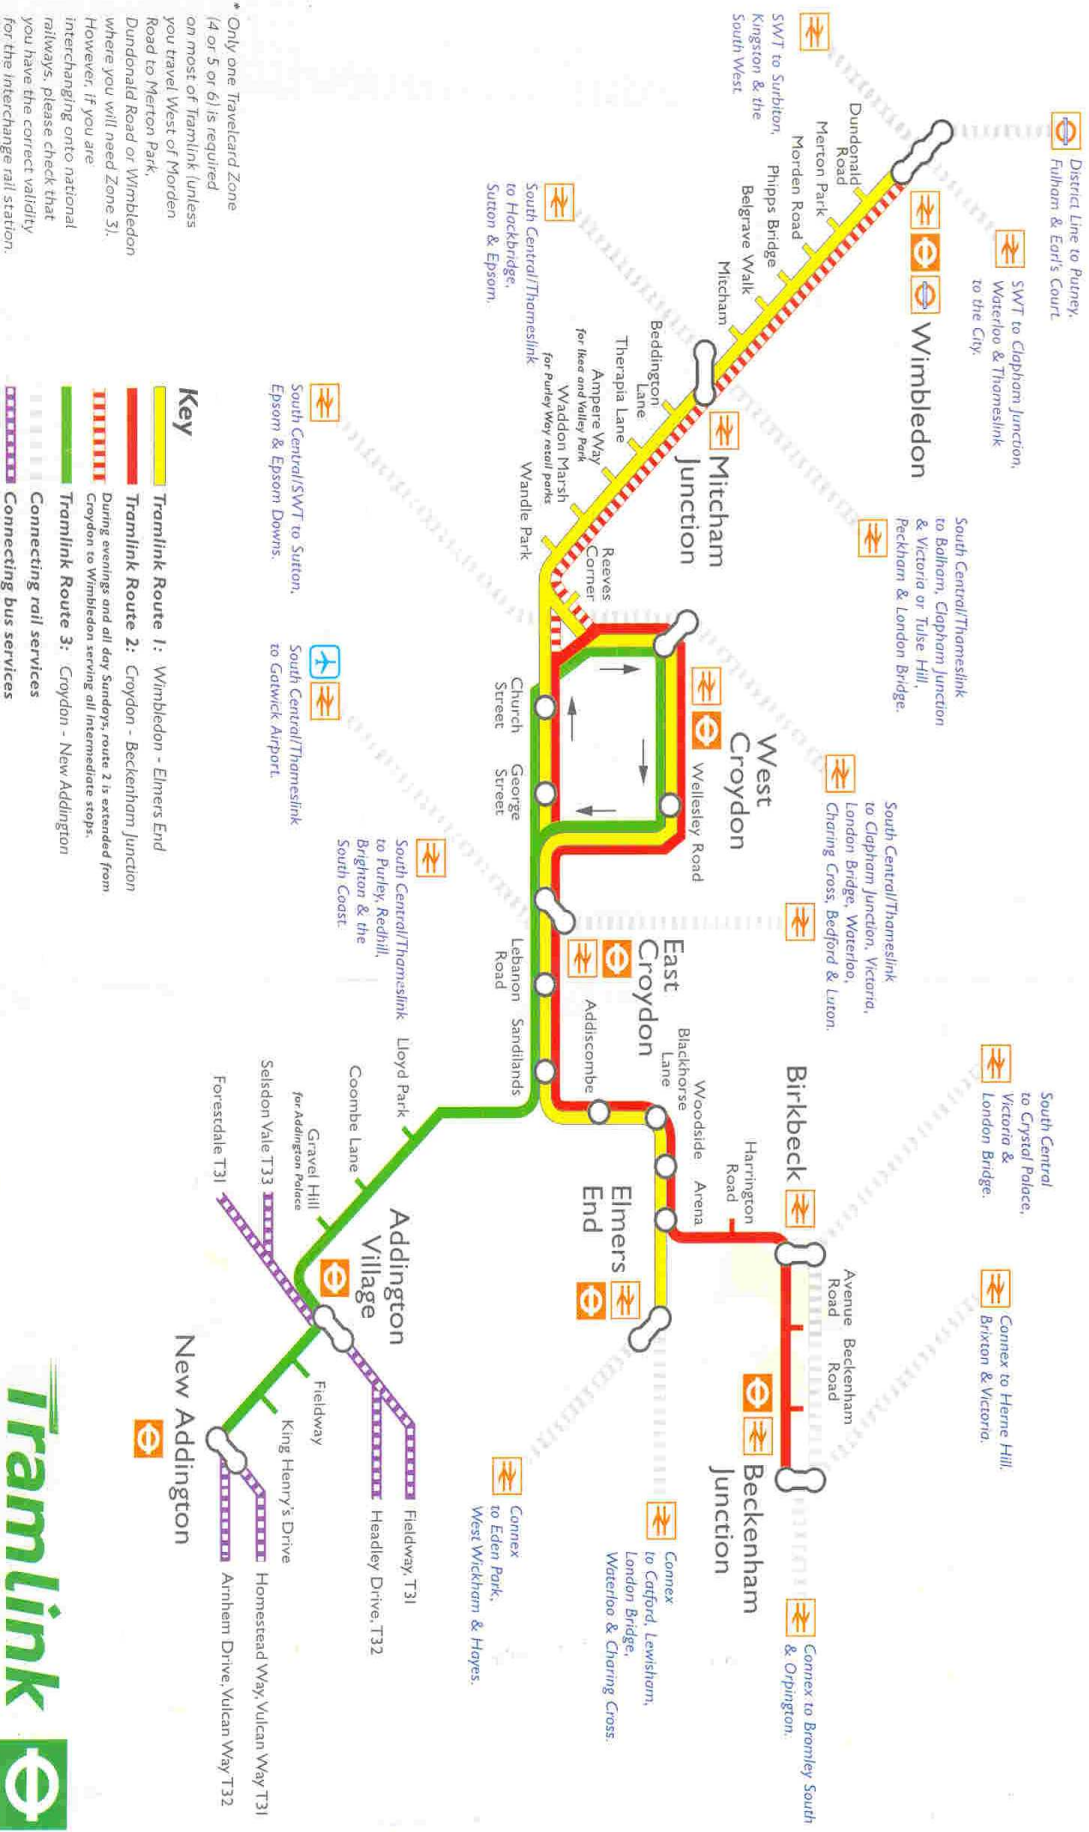 District Line to Putney,
Fulham & Earl's Court.
SWT to Clapham Junction,
Waterloo & Thameslink
to the City.
SWT to Surbiton,
Kingston & the
South West.
Wimbledon
Dundonald
Road
Merton Park
Morden Road
Phipps Bridge
Belgrave Walk
Mitcham
Mitcham
Junction
South Central/Thameslink
to Hackbridge,
Sutton & Epsom.
South Central/Thameslink
to Balham, Clapham Junction
& Victoria or Tulse Hill,
Peckham & London Bridge.
Beddington
Lane
Therapia Lane
Ampere Way
for Ikea and Valley Park
Waddon Marsh
for Purley Way retail parks
Wandle Park
Reeves
Corner
South Central/SWT to Sutton,
Epsom & Epsom Downs.
West
Croydon
Wellesley Road
Church
Street
George
Street
South Central/Thameslink
to Gatwick Airport.
South Central/Thameslink
to Clapham Junction, Victoria,
London Bridge, Waterloo,
Charing Cross, Bedford & Luton.
South Central/Thameslink
to Purley, Redhill,
Brighton & the
South Coast.
East
Croydon
Lebanon
Road
Sandilands
Addiscombe
Blackhorse
Lane
Woodside
Arena
Harrington
Road
Birkbeck
South Central
to Crystal Palace,
Victoria &
London Bridge.
Avenue
Road
Beckenham
Road
Connex to Herne Hill,
Brixton & Victoria.
Beckenham
Junction
Connex to Bromley South
& Orpington.
Elmers
End
Connex
to Catford, Lewisham,
London Bridge,
Waterloo & Charing Cross.
Connex
to Eden Park,
West Wickham & Hayes.
Lloyd Park
Coombe Lane
Gravel Hill
for Addington Palace
Selsdon Vale T33
Forestdale T31
Addington
Village
Fieldway
King Henry's Drive
New Addington
Fieldway, T31
Headley Drive, T32
Homestead Way, Vulcan Way T31
Arnhem Drive, Vulcan Way T32
* Only one Travelcard Zone
(4 or 5 or 6) is required
on most of Tramlink (unless
you travel West of Morden
Road to Merton Park,
Dundonald Road or Wimbledon
where you will need Zone 3).
However, if you are
interchanging onto national
railways, please check that
you have the correct validity
for the interchange rail station.
Key
Tramlink Route 1: Wimbledon - Elmers End
Tramlink Route 2: Croydon - Beckenham Junction
During evenings and all day Sundays, route 2 is extended from
Croydon to Wimbledon serving all intermediate stops.
Tramlink Route 3: Croydon - New Addington
Connecting rail services
Connecting bus services
Tramlink